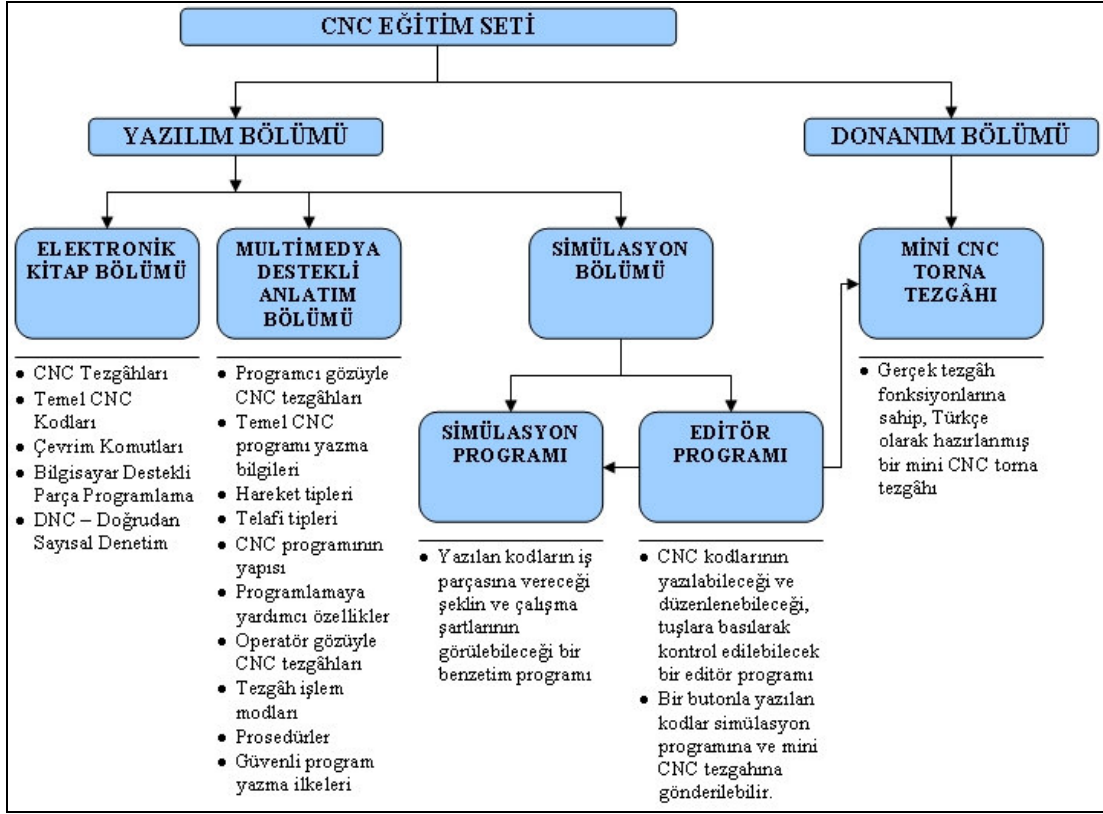 CNC EĞİTİM SETİ
YAZILIM BÖLÜMÜ
DONANIM BÖLÜMÜ
ELEKTRONİK
KİTAP BÖLÜMÜ
● CNC Tezgâhları
● Temel CNC
Kodları
● Çevrim Komutları
● Bilgisayar Destekli
Parça Programlama
● DNC – Doğrudan
Sayısal Denetim
MULTİMEDYA
DESTEKLİ
ANLATIM
BÖLÜMÜ
● Programcı gözüyle
CNC tezgâhları
● Temel CNC
programı yazma
bilgileri
● Hareket tipleri
● Telafi tipleri
● CNC programının
yapısı
● Programlamaya
yardımcı özellikler
● Operatör gözüyle
CNC tezgâhları
● Tezgâh işlem
modları
● Prosedürler
● Güvenli program
yazma ilkeleri
SİMÜLASYON
BÖLÜMÜ
SİMÜLASYON
PROGRAMI
● Yazılan kodların iş
parçasına vereceği
şeklin ve çalışma
şartlarının
görülebileceği bir
benzetim programı
EDİTÖR
PROGRAMI
● CNC kodlarının
yazılabileceği ve
düzenlenebileceği,
tuşlara basılarak
kontrol edilebilecek
bir editör programı
● Bir butonla yazılan
kodlar simülasyon
programına ve mini
CNC tezgahına
gönderilebilir.
MİNİ CNC
TORNA
TEZGÂHI
● Gerçek tezgâh
fonksiyonlarına
sahip, Türkçe
olarak hazırlanmış
bir mini CNC torna
tezgâhı